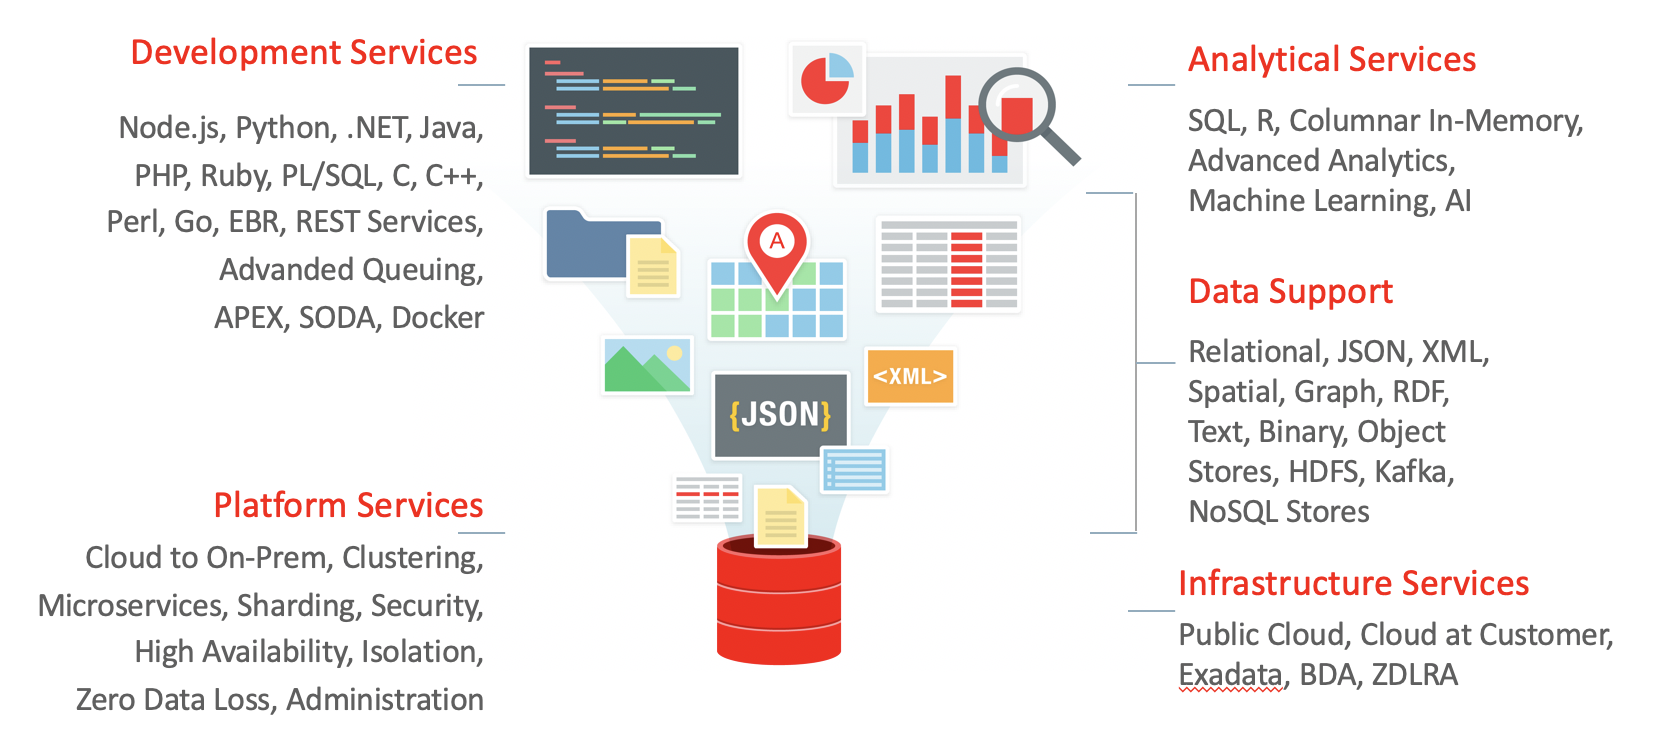 Development Services
Node.js, Python, .NET, Java,
PHP, Ruby, PL/SQL, C, C++,
Perl, Go, EBR, REST Services,
Advanded Queuing,
APEX, SODA, Docker
Platform Services
Cloud to On-Prem, Clustering,
Microservices, Sharding, Security,
High Availability, Isolation,
Zero Data Loss, Administration
A
<XML>
{JSON}
Analytical Services
SQL, R, Columnar In-Memory,
Advanced Analytics,
Machine Learning, AI
Data Support
Relational, JSON, XML,
Spatial, Graph, RDF,
Text, Binary, Object
Stores, HDFS, Kafka,
NoSQL Stores
Infrastructure Services
Public Cloud, Cloud at Customer,
Exadata, BDA, ZDLRA